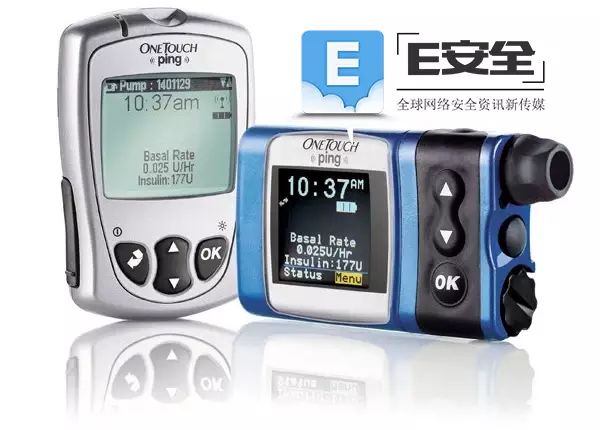 ONETOUCH
ping
Pump : 1401129
10:37am
Basal Rate
0.025 U/Hr
Insulin:177U
OK
E
E安全
全球网络安全资讯新传媒
ONETOUCH
ping
10:37AM
Basal Rate
0.025U/Hr
Insulin:177U
Status Menu
OK